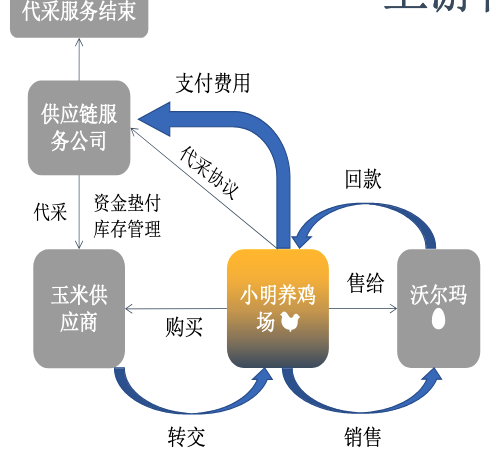 代采服务结束
支付费用
供应链服
务公司
代采协议
回款
代采
资金垫付
库存管理
玉米供
应商
小明养鸡
场
售给
沃尔玛
购买
转交
销售